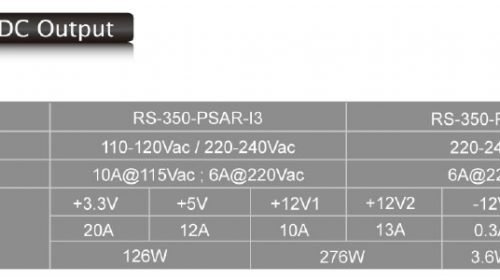 DC Output
RS-350-PSAR-I3 RS-350-P
110-120Vac / 220-240Vac 220-24
10A@115Vac ; 6A@220Vac 6A@22
+3.3V +5V +12V1 +12V2 -12V
20A 12A 10A 13A 0.3A
126W 276W 3.6W